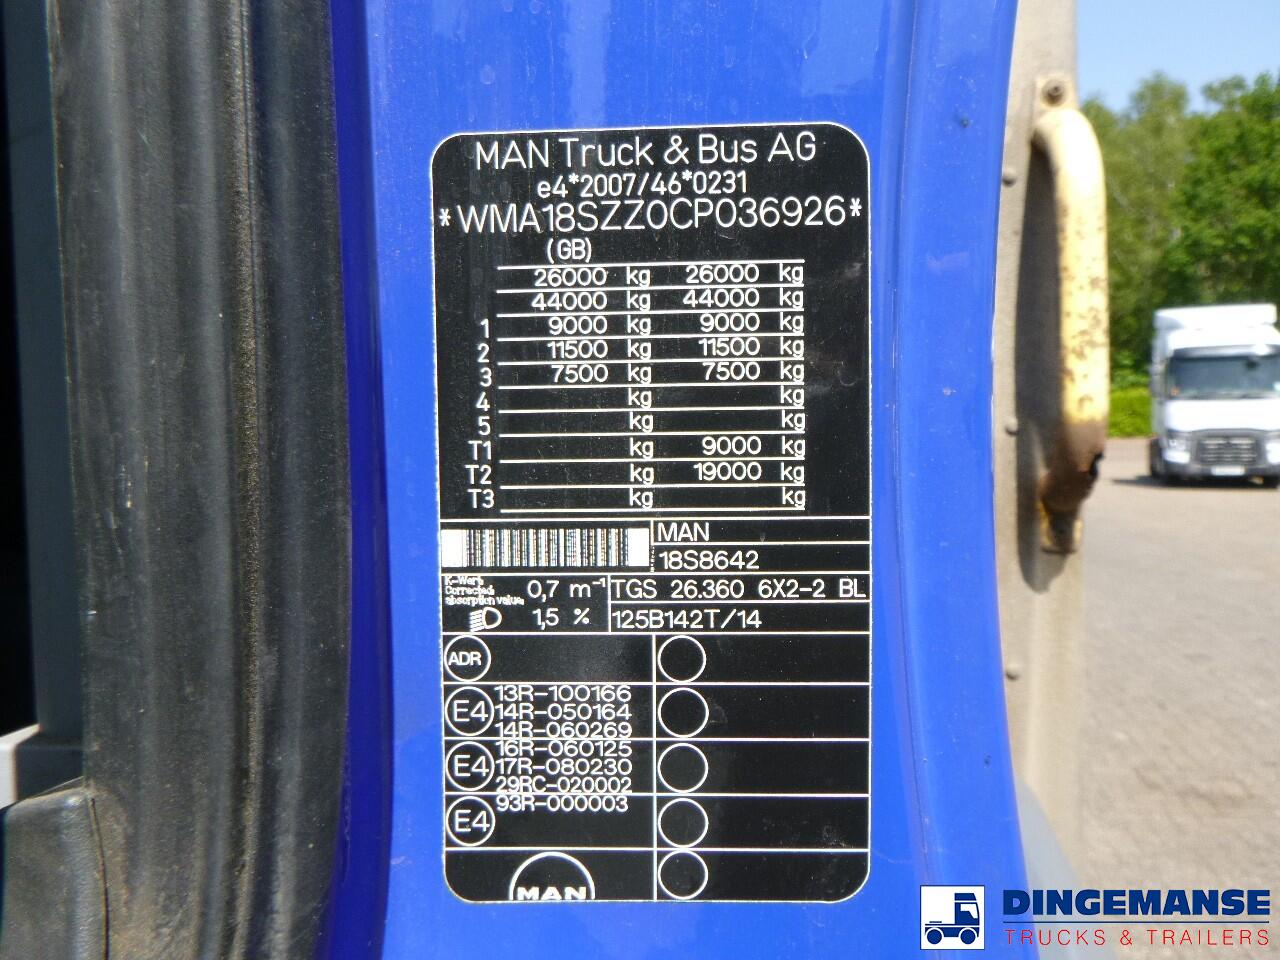 MAN Truck & Bus AG
e4*2007/46*0231
*WMA18SZZ0CP036926*
(GB)
26000 kg 26000 kg
44000 kg 44000 kg
1 9000 kg 9000 kg
2 11500 kg 11500 kg
3 7500 kg 7500 kg
4 kg kg
5 kg kg
T1 kg 9000 kg
T2 kg 19000 kg
T3 kg kg
MAN
18S8642
K-Wert
Corrected
absorption value
0,7 m⁻¹
TGS 26.360 6X2-2 BL
1,5 %
125B142T/14
ADR
E4
13R-100166
14R-050164
14R-060269
E4
16R-060125
17R-080230
29RC-020002
E4
93R-000003
MAN
DINGEMANSE
TRUCKS & TRAILERS